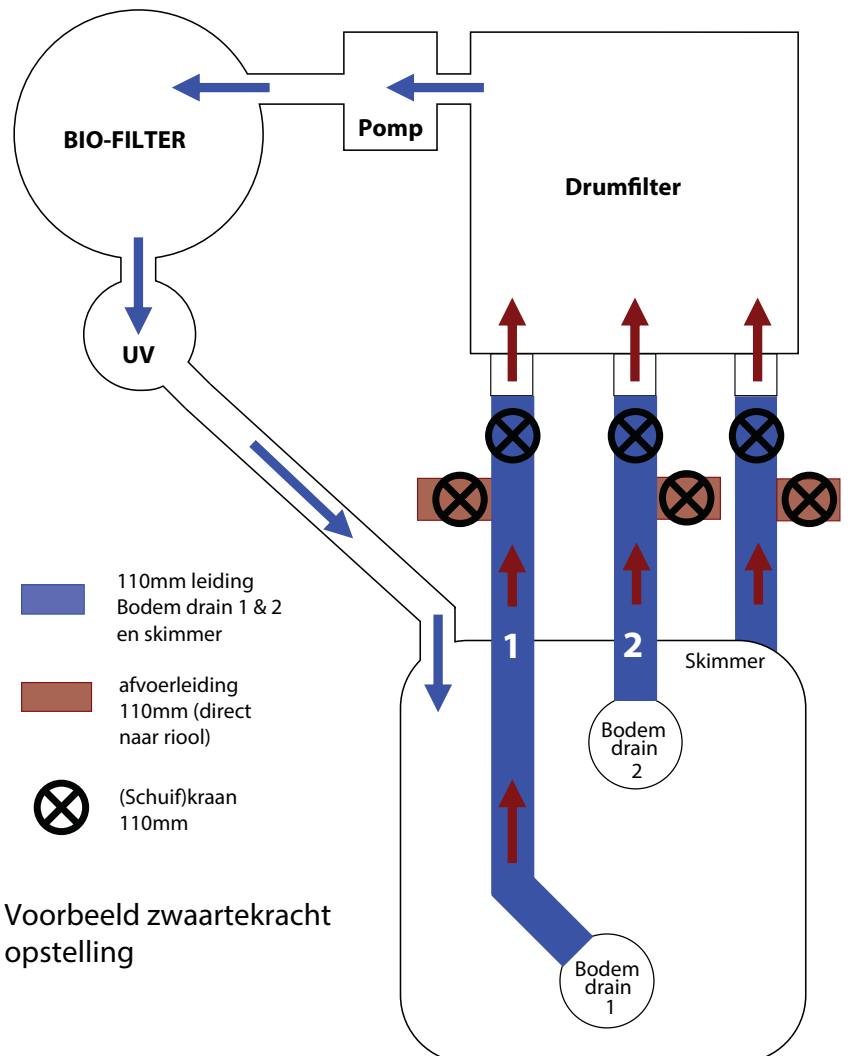 Pomp
BIO-FILTER
Drumfilter
UV
110mm leiding
Bodem drain 1 & 2
en skimmer
1
2
Skimmer
afvoerleiding
110mm (direct
naar riool)
Bodem
drain
2
(Schuif)kraan
110mm
Voorbeeld zwaartekracht
opstelling
Bodem
drain
1